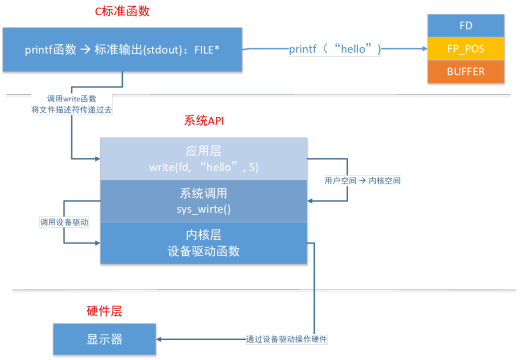 C标准函数
printf函数 → 标准输出(stdout)：FILE*
printf（“hello”）
FD
FP_POS
BUFFER
调用write函数
将文件描述符传递过去
系统API
应用层
write(fd, “hello”, 5)
用户空间 → 内核空间
系统调用
sys_wirte()
调用设备驱动
内核层
设备驱动函数
硬件层
显示器
通过设备驱动操作硬件